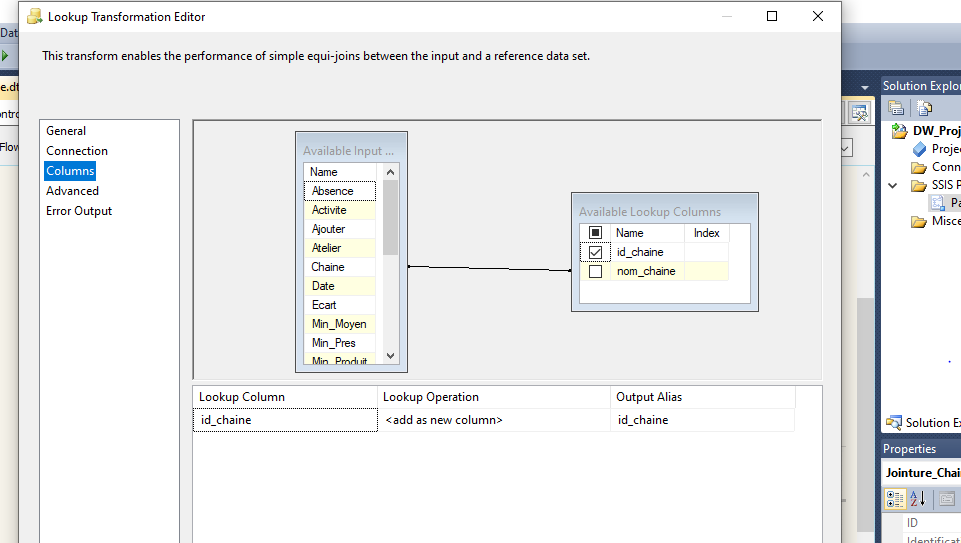 Lookup Transformation Editor
This transform enables the performance of simple equi-joins between the input and a reference data set.
General
Connection
Columns
Advanced
Error Output
Available Input ...
Name
Absence
Activite
Ajouter
Atelier
Chaine
Date
Ecart
Min_Moyen
Min_Pres
Min_Produit
Available Lookup Columns
Name Index
id_chaine
nom_chaine
Lookup Column Lookup Operation Output Alias
id_chaine <add as new column> id_chaine
Dat
e.dt
ontro
Flow
Solution Explor
DW_Proj
Projec
Conn
SSIS P
Pa
Misce
Solution Ex
Properties
Jointure_Chai
ID
Identificat